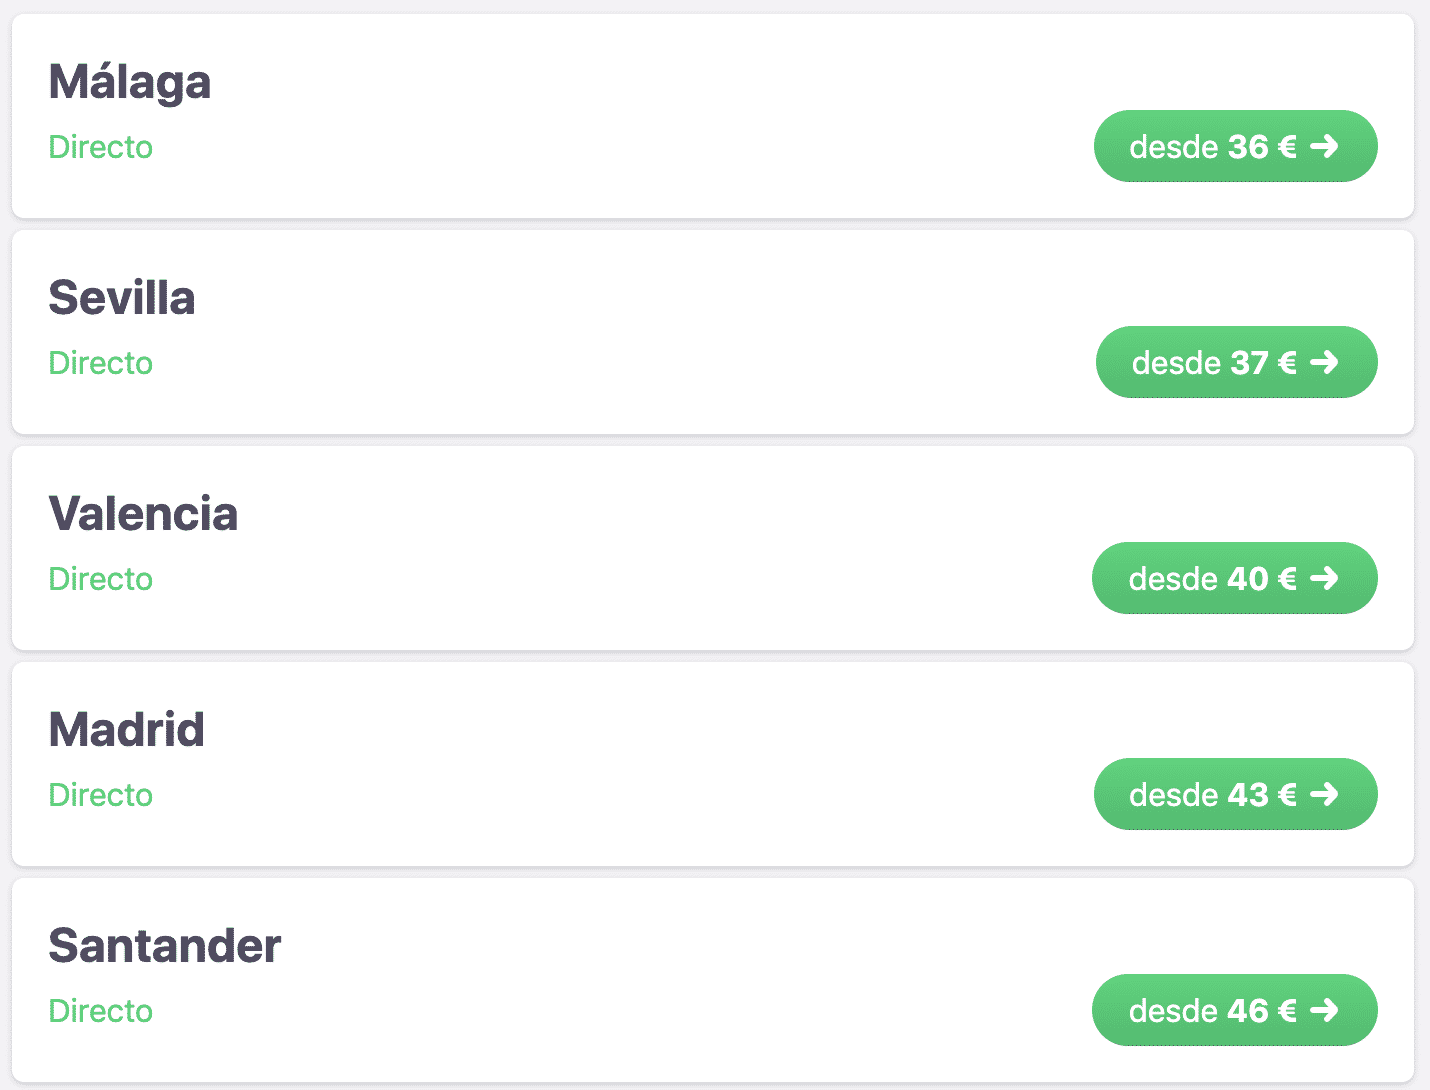 Málaga
Directo
desde 36 € →
Sevilla
Directo
desde 37 € →
Valencia
Directo
desde 40 € →
Madrid
Directo
desde 43 € →
Santander
Directo
desde 46 € →